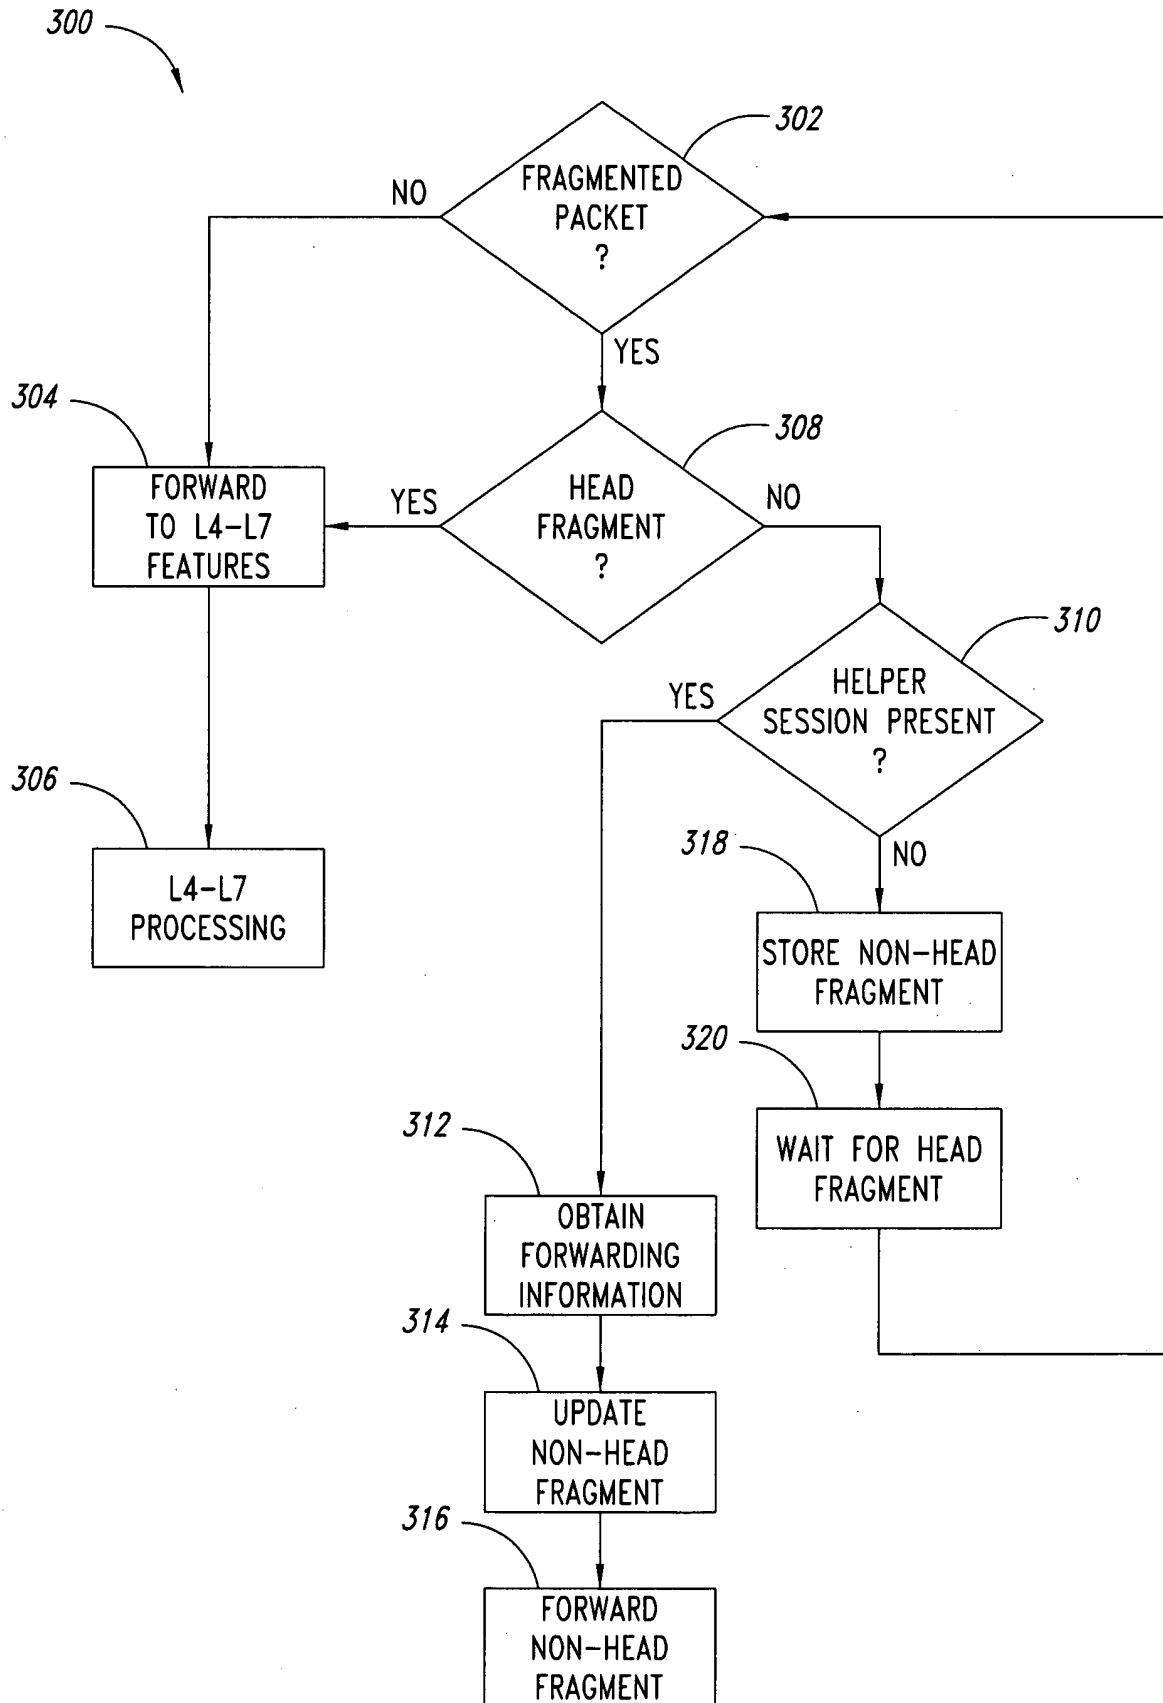 300
302
FRAGMENTED
PACKET
?
NO
YES
304
FORWARD
TO L4-L7
FEATURES
308
HEAD
FRAGMENT
?
YES
NO
310
HELPER
SESSION PRESENT
?
YES
NO
306
L4-L7
PROCESSING
318
STORE NON-HEAD
FRAGMENT
320
WAIT FOR HEAD
FRAGMENT
312
OBTAIN
FORWARDING
INFORMATION
314
UPDATE
NON-HEAD
FRAGMENT
316
FORWARD
NON-HEAD
FRAGMENT